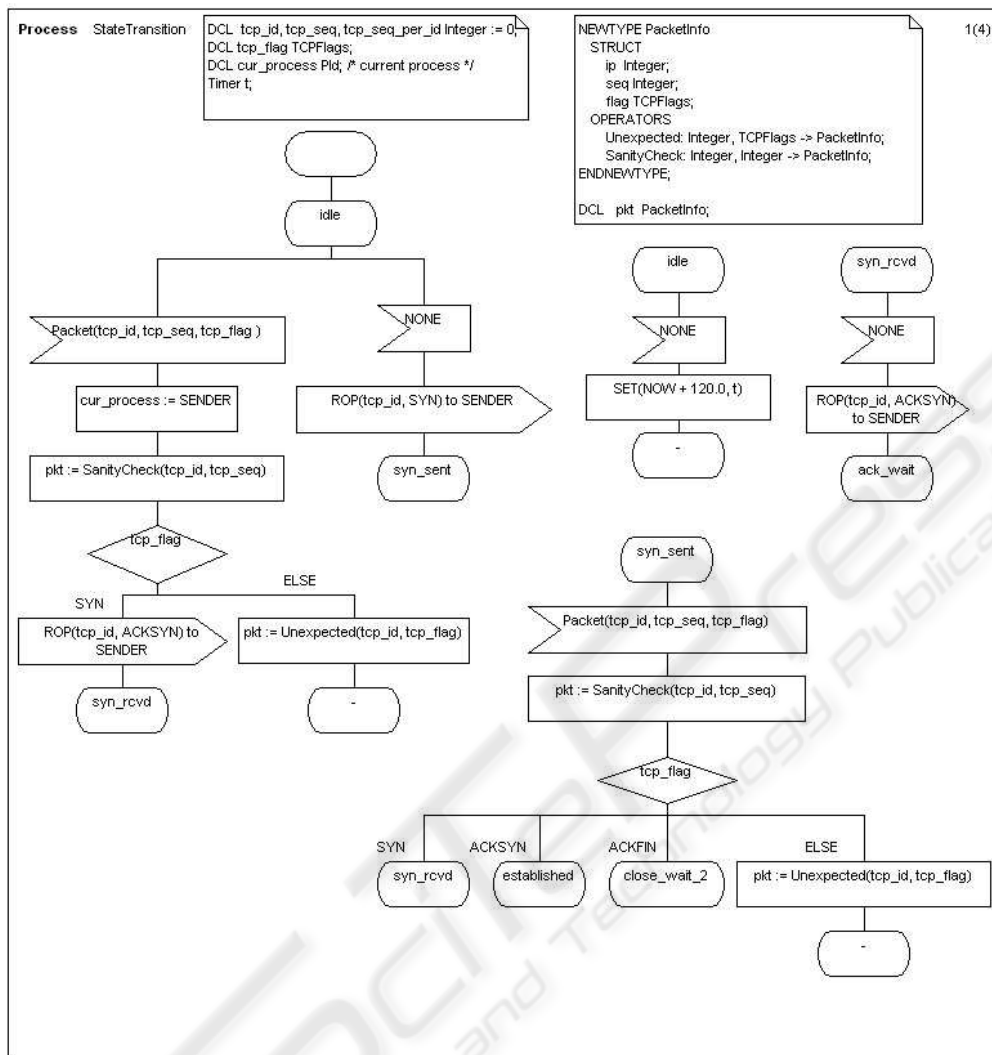 Process StateTransition
DCL tcp_id, tcp_seq, tcp_seq_per_id Integer := 0;
DCL tcp_flag TCPFlags;
DCL cur_process PId; /* current process */
Timer t;
NEWTYPE PacketInfo
STRUCT
ip Integer;
seq Integer;
flag TCPFlags;
OPERATORS
Unexpected: Integer, TCPFlags -> PacketInfo;
SanityCheck: Integer, Integer -> PacketInfo;
ENDNEWTYPE;
DCL pkt PacketInfo;
1(4)
idle
Packet(tcp_id, tcp_seq, tcp_flag )
cur_process := SENDER
pkt := SanityCheck(tcp_id, tcp_seq)
tcp_flag
SYN
ROP(tcp_id, ACKSYN) to
SENDER
syn_rcvd
ELSE
pkt := Unexpected(tcp_id, tcp_flag)
-
NONE
ROP(tcp_id, SYN) to SENDER
syn_sent
idle
NONE
SET(NOW + 120.0, t)
-
syn_rcvd
NONE
ROP(tcp_id, ACKSYN)
to SENDER
ack_wait
syn_sent
Packet(tcp_id, tcp_seq, tcp_flag)
pkt := SanityCheck(tcp_id, tcp_seq)
tcp_flag
SYN
syn_rcvd
ACKSYN
established
ACKFIN
close_wait_2
ELSE
pkt := Unexpected(tcp_id, tcp_flag)
-